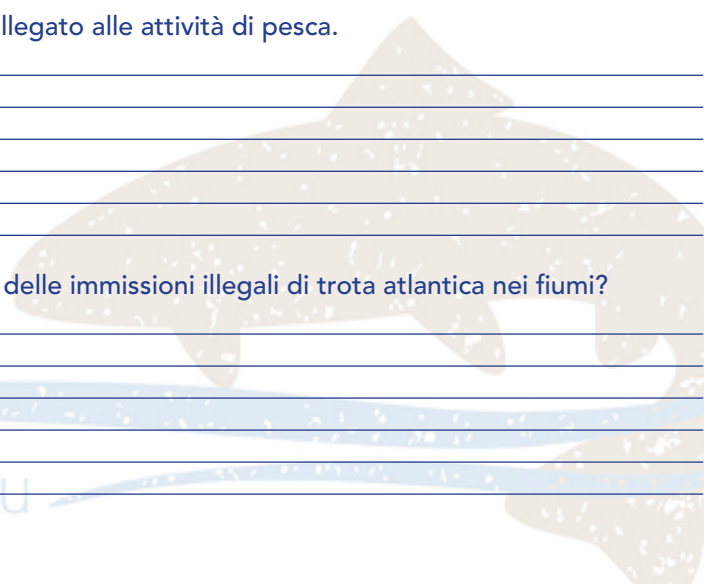 llegato alle attività di pesca.
delle immissioni illegali di trota atlantica nei fiumi?
u